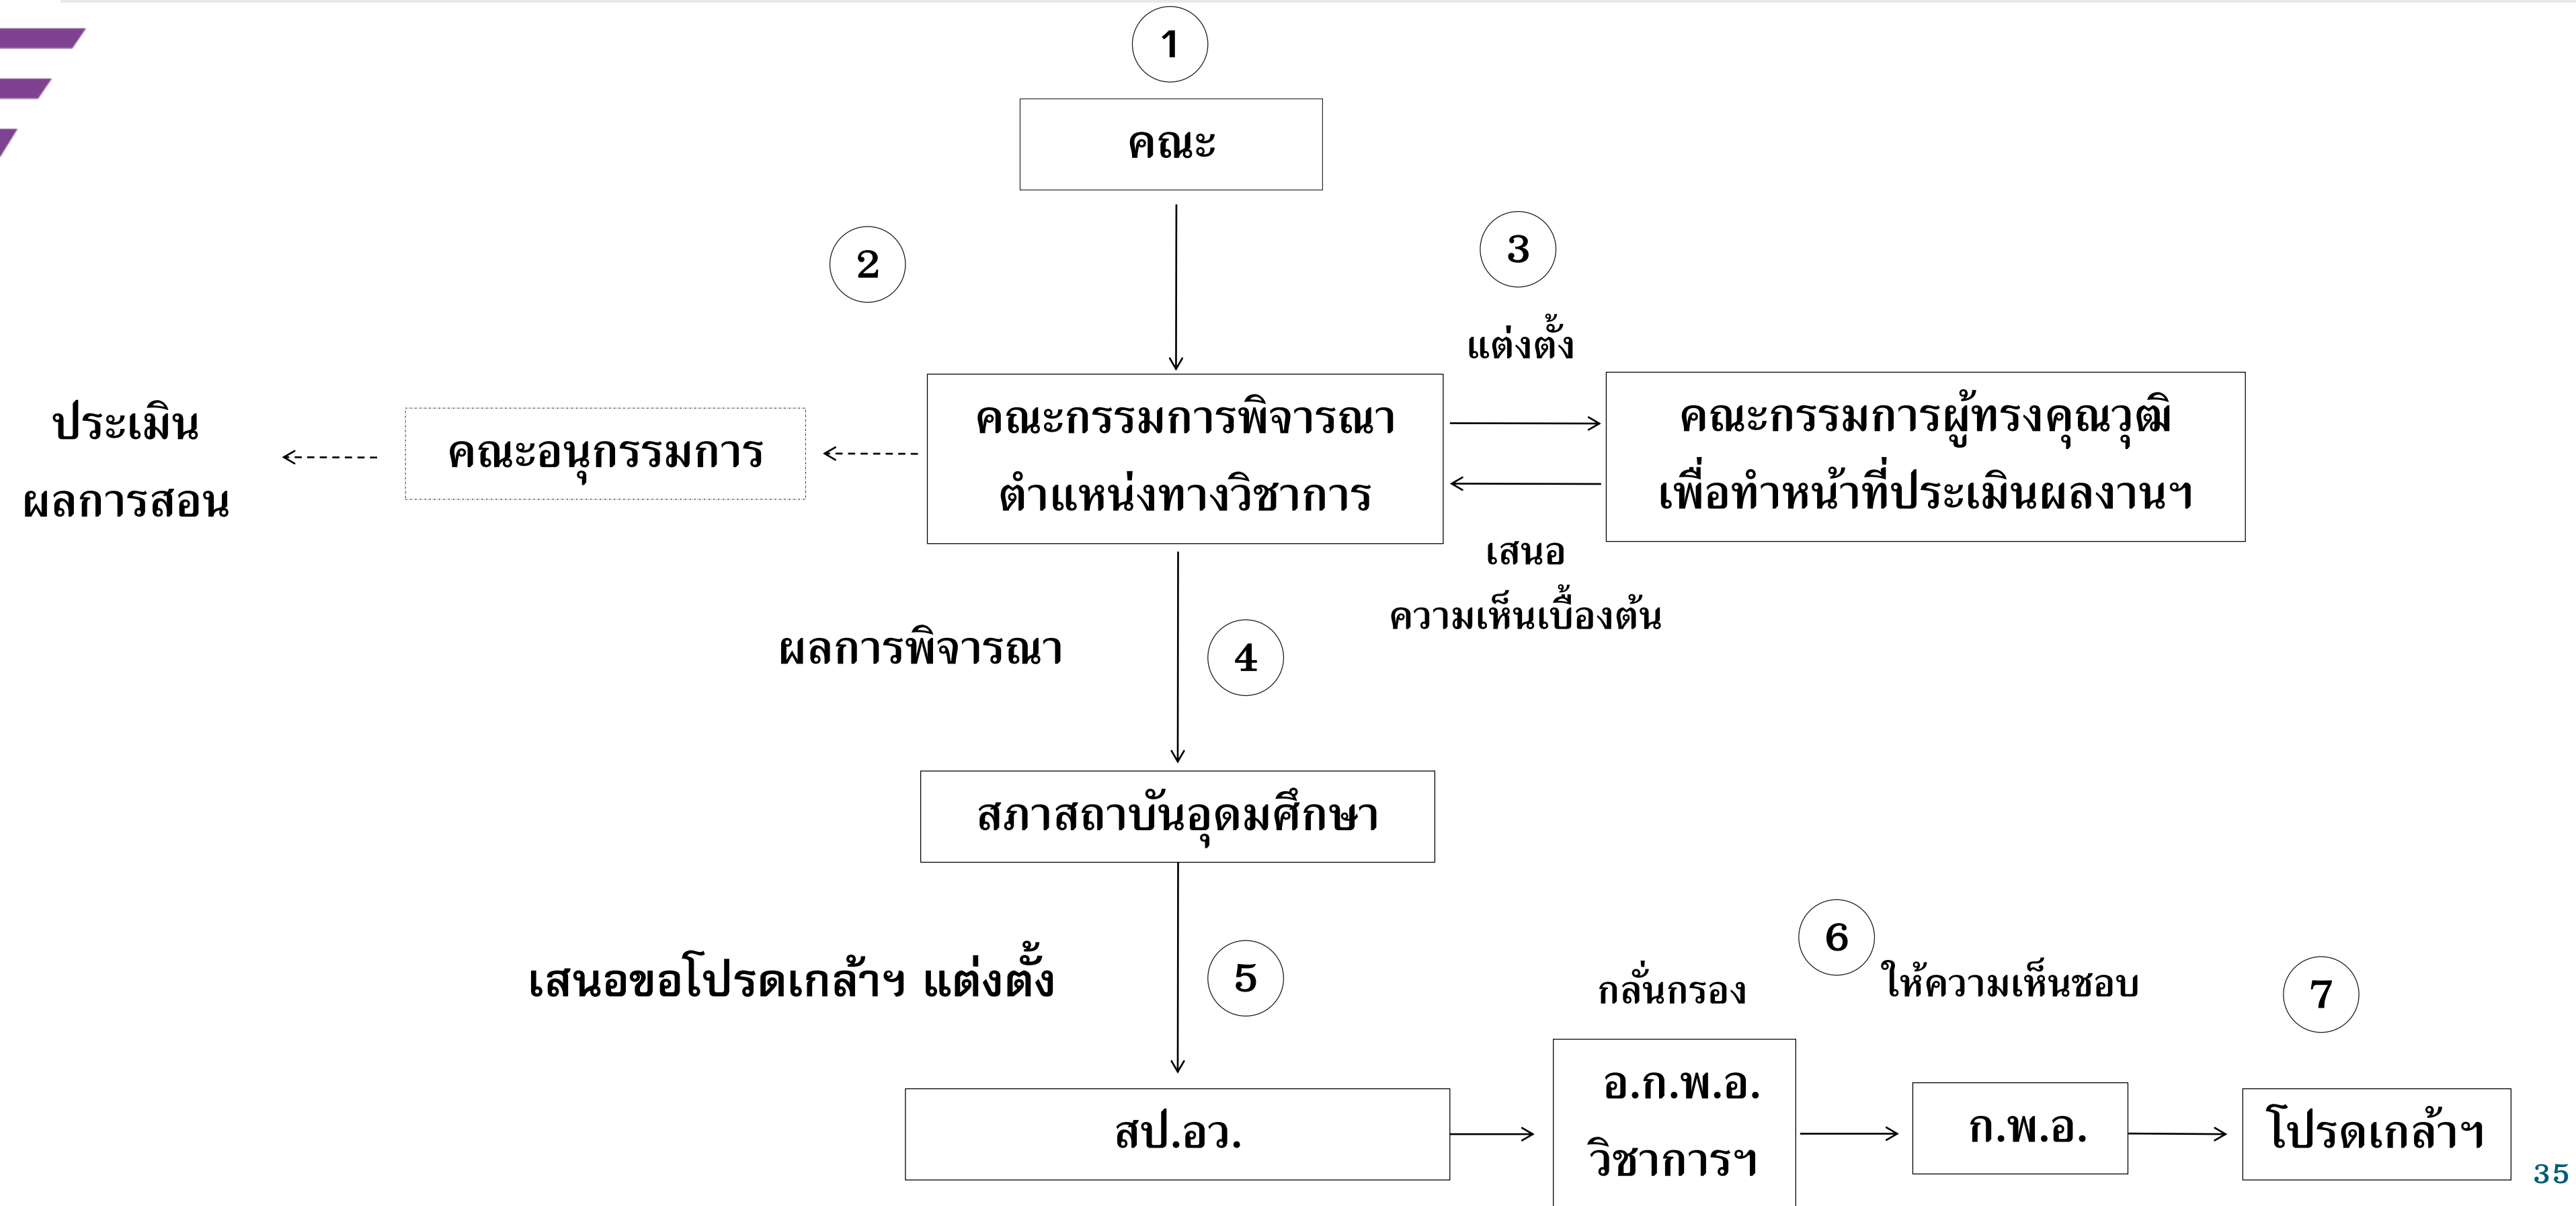 1
คณะ
2
3
แต่งตั้ง
ประเมิน
ผลการสอน
คณะอนุกรรมการ
คณะกรรมการพิจารณา
ตำแหน่งทางวิชาการ
คณะกรรมการผู้ทรงคุณวุฒิ
เพื่อทำหน้าที่ประเมินผลงานฯ
เสนอ
ความเห็นเบื้องต้น
ผลการพิจารณา
4
สภาสถาบันอุดมศึกษา
เสนอขอโปรดเกล้าฯ แต่งตั้ง
5
กลั่นกรอง
6
ให้ความเห็นชอบ
7
สป.อว.
อ.ก.พ.อ.
วิชาการฯ
ก.พ.อ.
โปรดเกล้าฯ
35